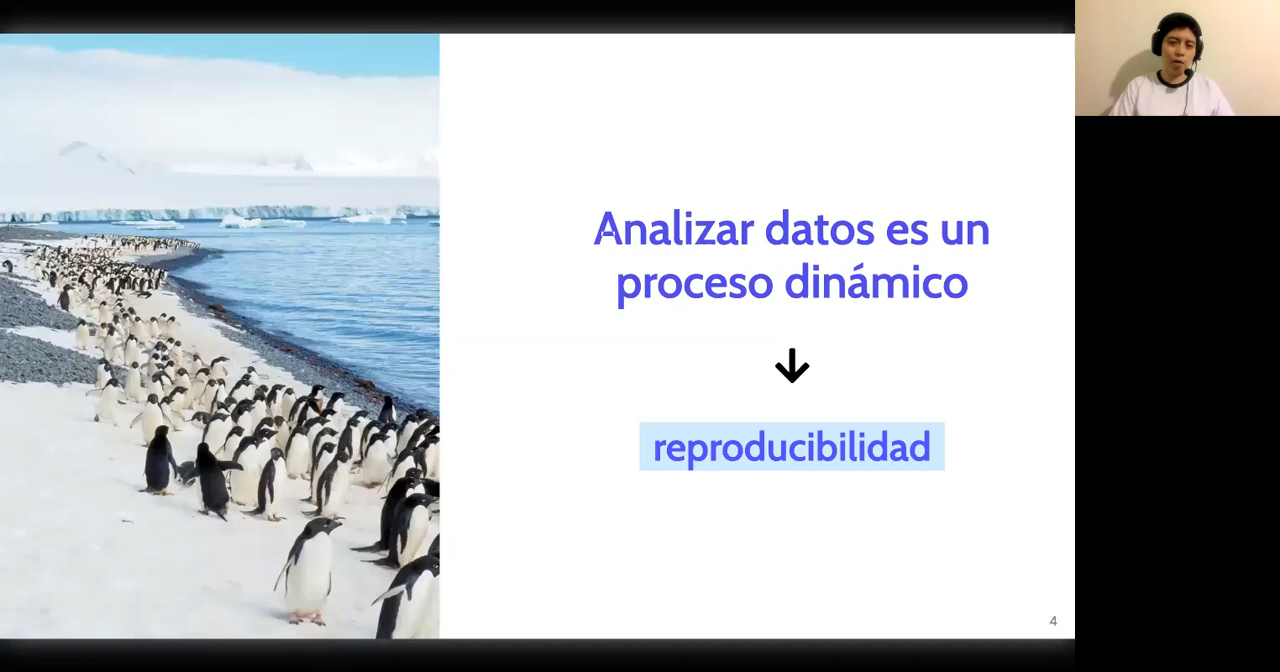 Analizar datos es un
proceso dinámico
reproducibilidad
4